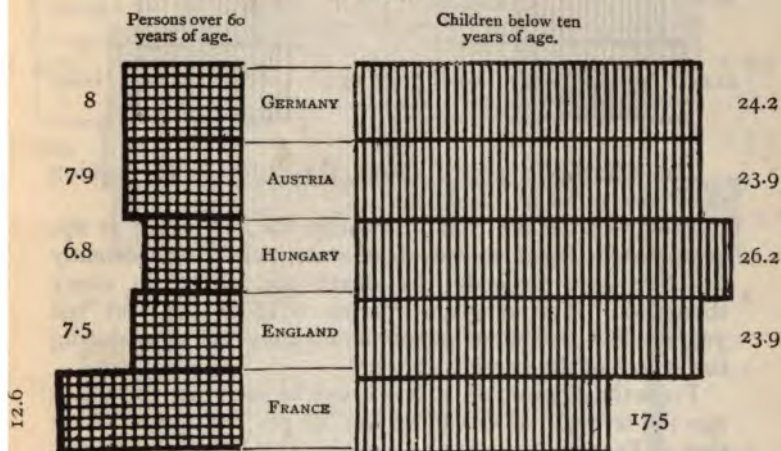 Persons over 60
years of age.
Children below ten
years of age.
8 GERMANY 24.2
7.9 AUSTRIA 23.9
6.8 HUNGARY 26.2
7.5 ENGLAND 23.9
12.6 FRANCE 17.5